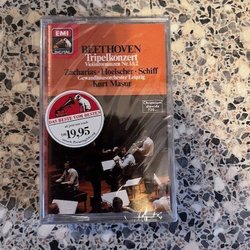 EMI
DIGITAL
BEETHOVEN
Tripelkonzert
Violinromanzen Nr. 1 & 2
Zacharias · Hoelscher · Schiff
Gewandhausorchester Leipzig
Kurt Masur
DAS BESTE VOM BESTEN
19,95